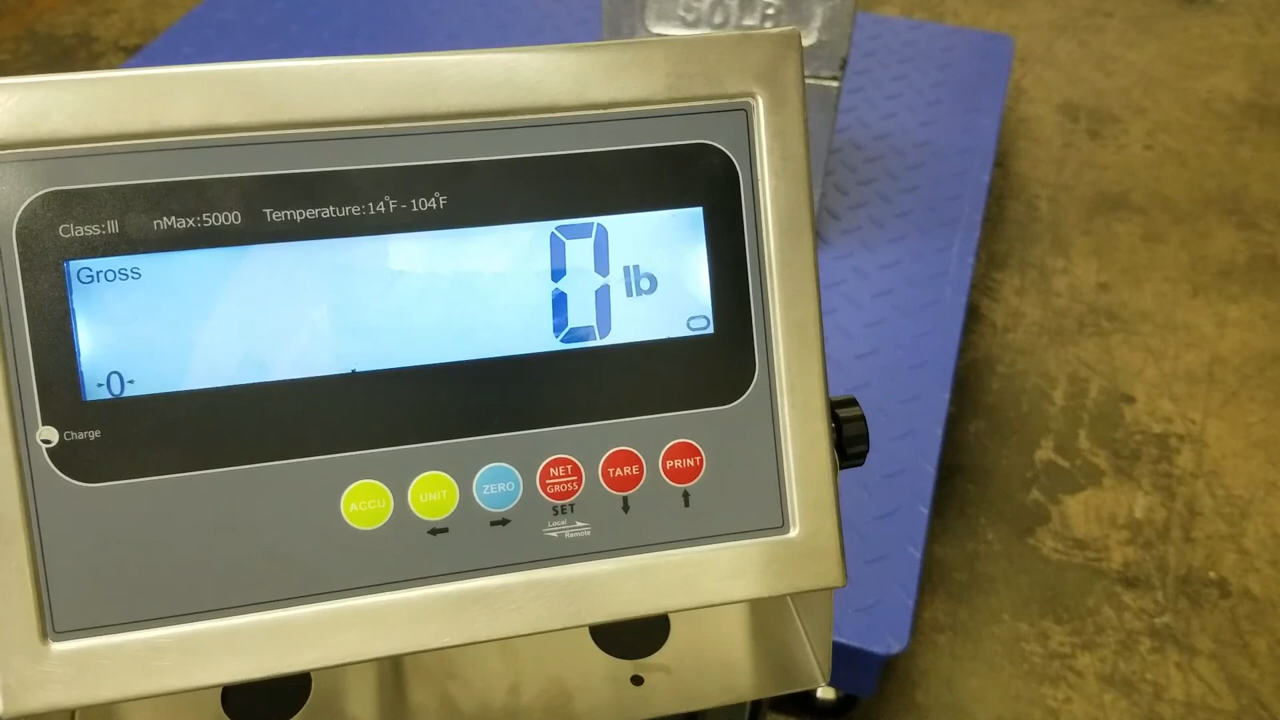 50LB
Class:III nMax:5000 Temperature:14°F - 104°F
Gross
0 lb
→0←
Charge
ACCU UNIT ZERO NET GROSS TARE PRINT
SET
Local
Remote